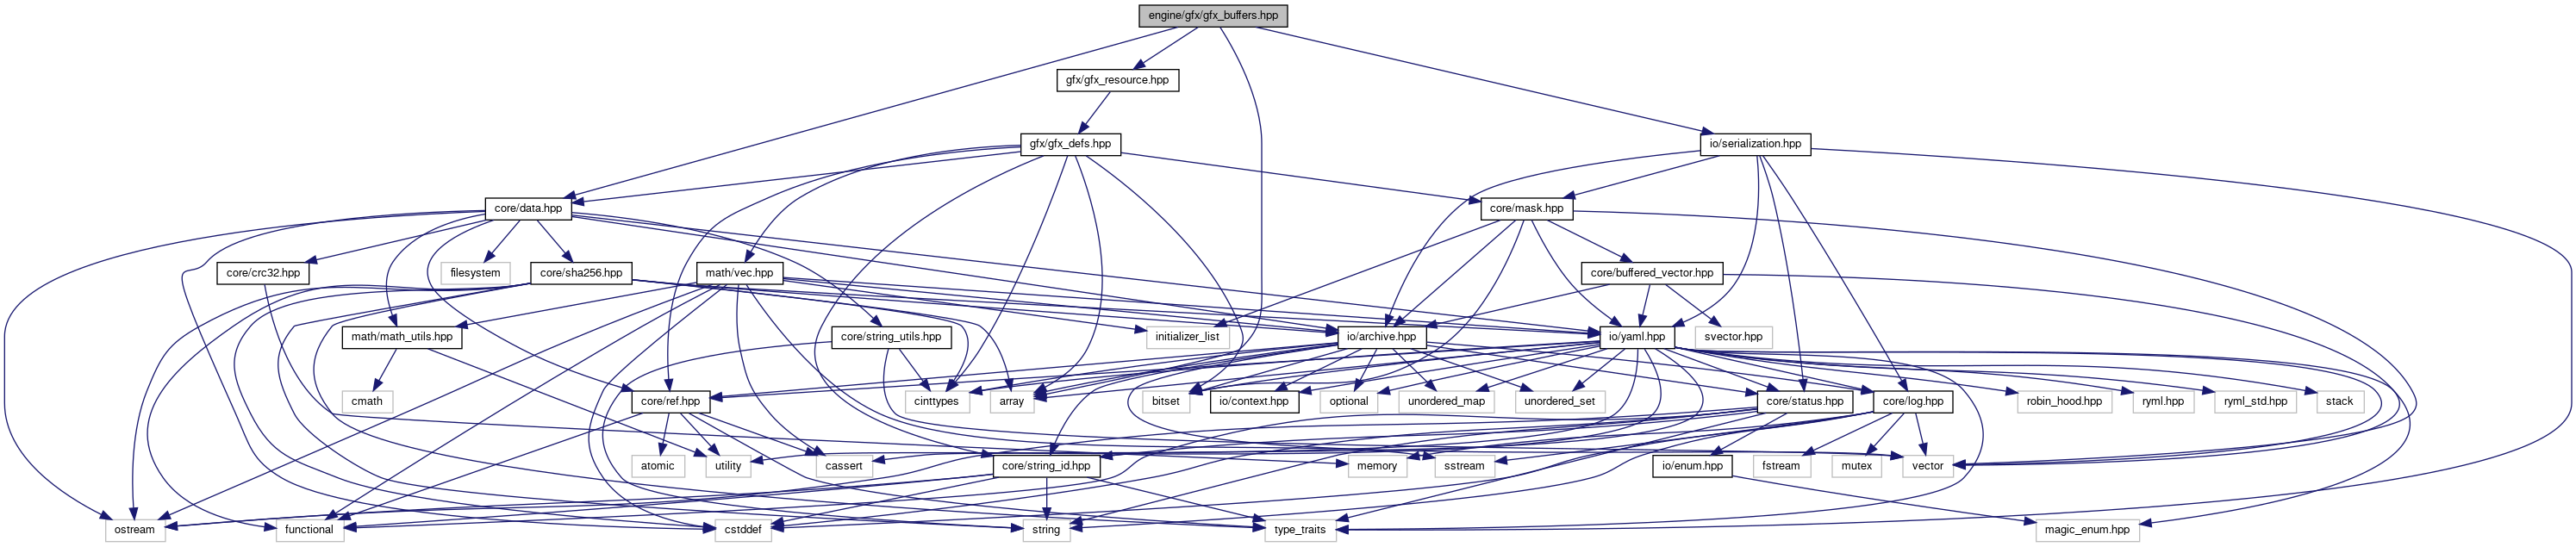 engine/gfx/gfx_buffers.hpp
gfx/gfx_resource.hpp
gfx/gfx_defs.hpp
io/serialization.hpp
core/data.hpp
core/mask.hpp
core/crc32.hpp
filesystem
core/sha256.hpp
math/vec.hpp
core/buffered_vector.hpp
math/math_utils.hpp
core/string_utils.hpp
initializer_list
io/archive.hpp
io/yaml.hpp
svector.hpp
cmath
core/ref.hpp
cinttypes
array
bitset
io/context.hpp
optional
unordered_map
unordered_set
core/status.hpp
core/log.hpp
robin_hood.hpp
ryml.hpp
ryml_std.hpp
stack
atomic
utility
cassert
core/string_id.hpp
memory
sstream
io/enum.hpp
fstream
mutex
vector
ostream
functional
cstddef
string
type_traits
magic_enum.hpp